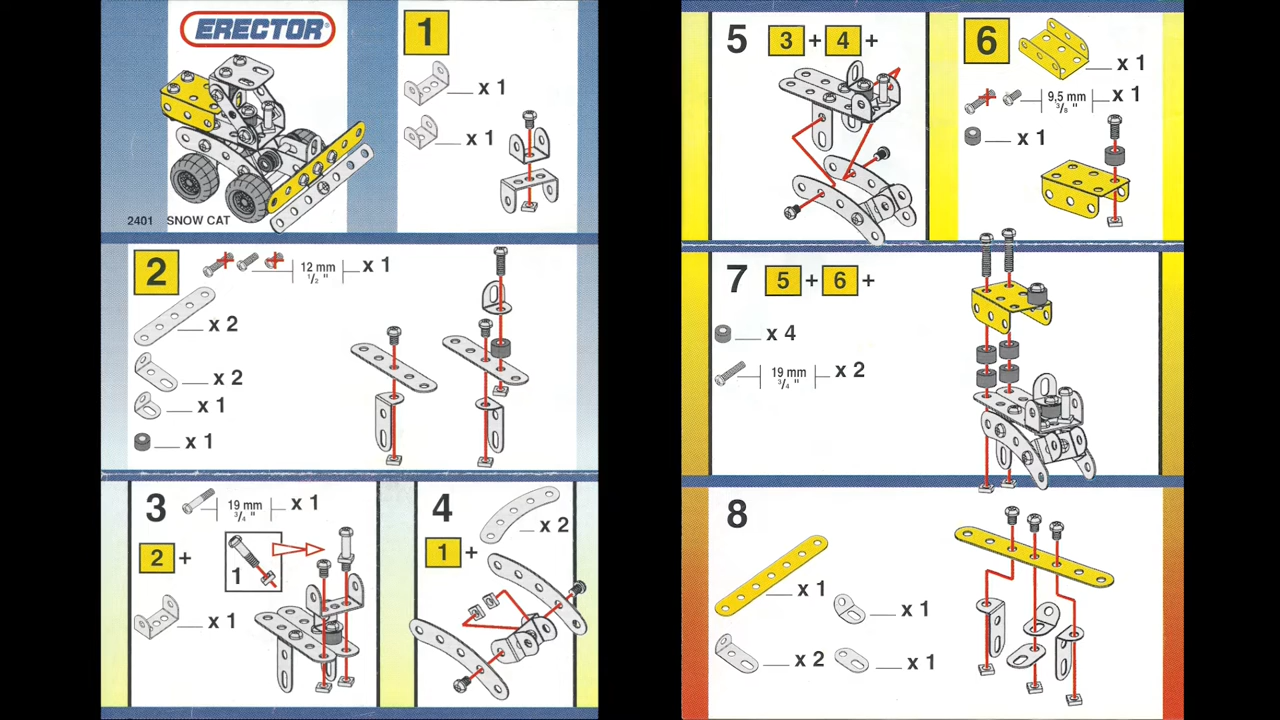 ERECTOR®
2401 SNOW CAT
1
x 1
x 1
2
12 mm
1/2 "
x 1
x 2
x 2
x 1
x 1
3
19 mm
3/4 "
x 1
2 +
1
x 1
4
x 2
1 +
5 3 + 4 +
6
x 1
9,5 mm
3/8 "
x 1
x 1
7 5 + 6 +
x 4
19 mm
3/4 "
x 2
8
x 1
x 1
x 2
x 1